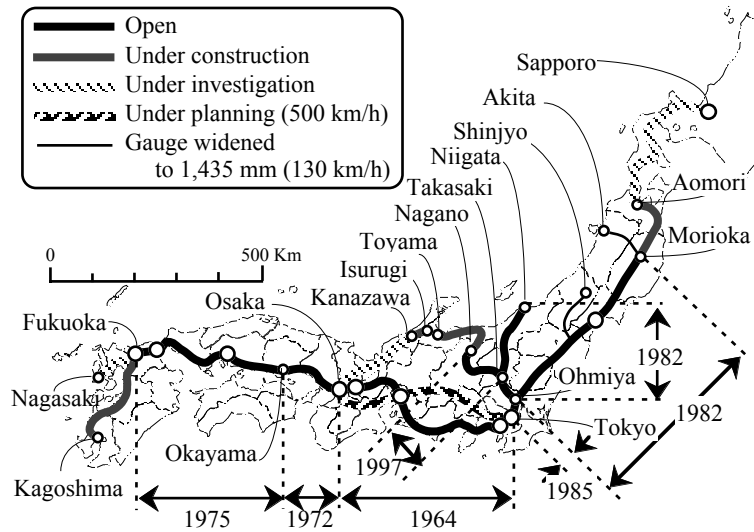 Open
Under construction
Under investigation
Under planning (500 km/h)
Gauge widened
to 1,435 mm (130 km/h)
Sapporo
Akita
Shinjyo
Niigata
Takasaki
Nagano
Toyama
Isurugi
Kanazawa
Aomori
Morioka
0
500 Km
Osaka
Fukuoka
Nagasaki
Okayama
Kagoshima
Ohmiya
Tokyo
1982
1982
1997
1985
1975
1972
1964